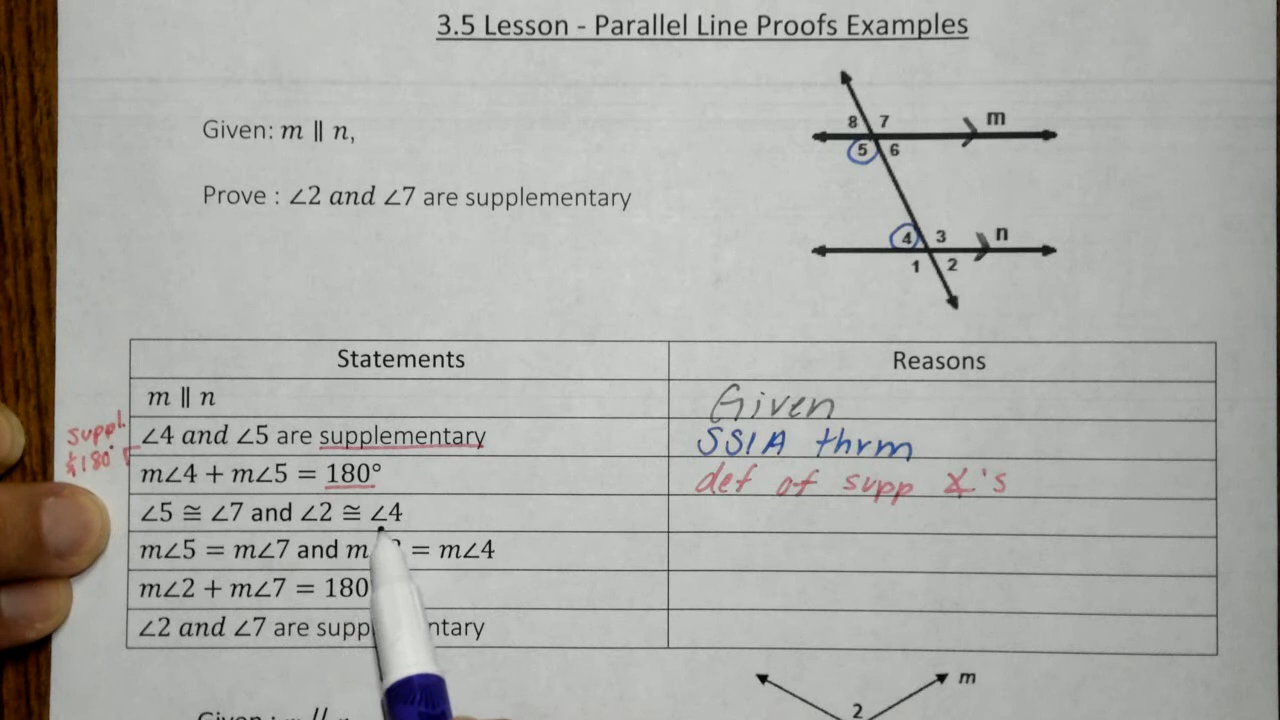 3.5 Lesson - Parallel Line Proofs Examples
Given: m ∥ n,
Prove : ∠2 and ∠7 are supplementary
8 7 m
5 6
4 3 n
1 2
Statements Reasons
m ∥ n Given
suppl. ∠4 and ∠5 are supplementary SSIA thrm
180° m∠4 + m∠5 = 180° def of supp ∡'s
∠5 ≅ ∠7 and ∠2 ≅ ∠4
m∠5 = m∠7 and = m∠4
m∠2 + m∠7 = 180
∠2 and ∠7 are
m
2
Given : m // n